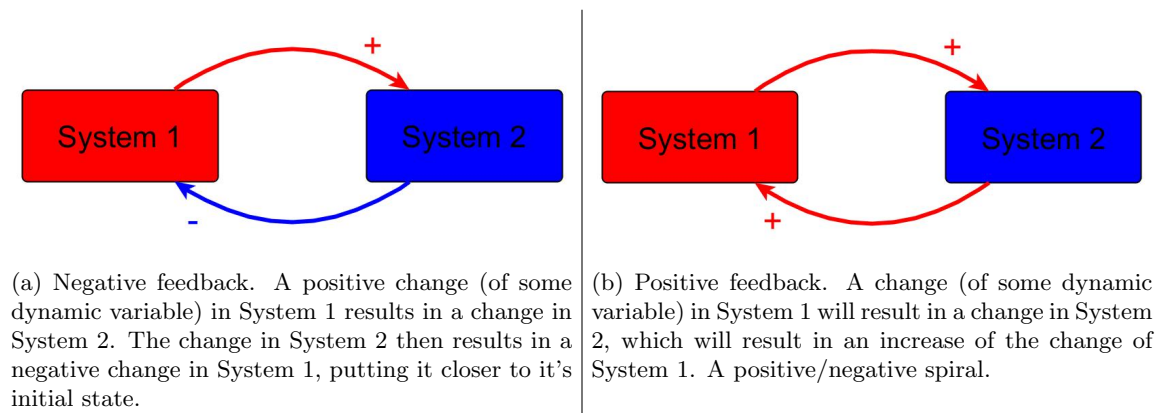 +
System 1
System 2
-
(a) Negative feedback. A positive change (of some
dynamic variable) in System 1 results in a change in
System 2. The change in System 2 then results in a
negative change in System 1, putting it closer to it's
initial state.
+
System 1
System 2
+
(b) Positive feedback. A change (of some dynamic
variable) in System 1 will result in a change in System
2, which will result in an increase of the change of
System 1. A positive/negative spiral.